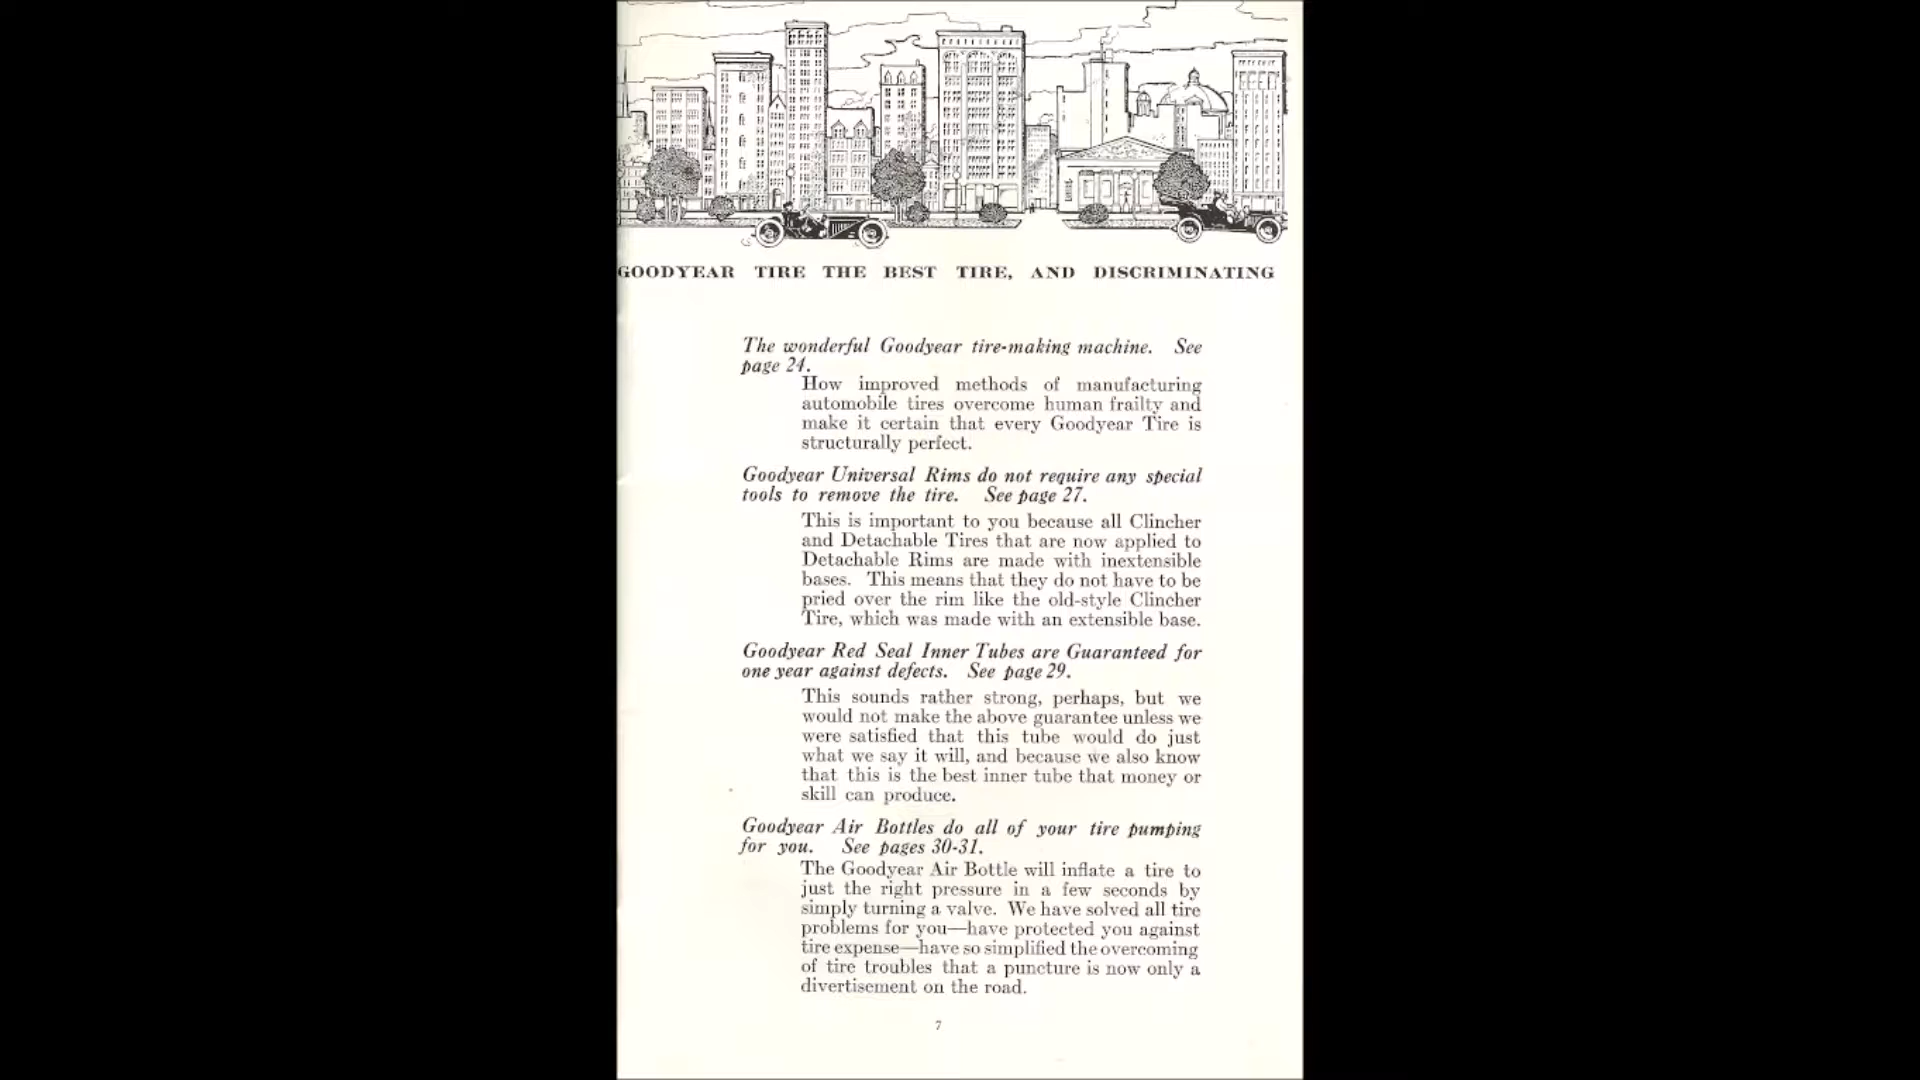 GOODYEAR TIRE THE BEST TIRE, AND DISCRIMINATING
The wonderful Goodyear tire-making machine. See
page 24.
How improved methods of manufacturing
automobile tires overcome human frailty and
make it certain that every Goodyear Tire is
structurally perfect.
Goodyear Universal Rims do not require any special
tools to remove the tire. See page 27.
This is important to you because all Clincher
and Detachable Tires that are now applied to
Detachable Rims are made with inextensible
bases. This means that they do not have to be
pried over the rim like the old-style Clincher
Tire, which was made with an extensible base.
Goodyear Red Seal Inner Tubes are Guaranteed for
one year against defects. See page 29.
This sounds rather strong, perhaps, but we
would not make the above guarantee unless we
were satisfied that this tube would do just
what we say it will, and because we also know
that this is the best inner tube that money or
skill can produce.
Goodyear Air Bottles do all of your tire pumping
for you. See pages 30-31.
The Goodyear Air Bottle will inflate a tire to
just the right pressure in a few seconds by
simply turning a valve. We have solved all tire
problems for you—have protected you against
tire expense—have so simplified the overcoming
of tire troubles that a puncture is now only a
divertisement on the road.
7